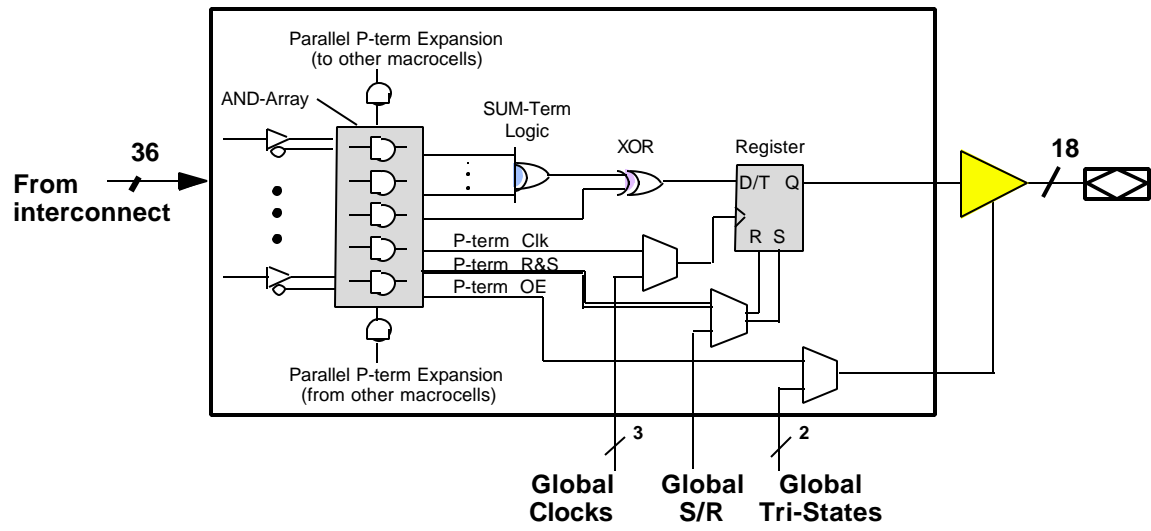 Parallel P-term Expansion
(to other macrocells)
AND-Array
SUM-Term
Logic
XOR
Register
36
18
From
interconnect
D/T Q
R S
P-term Clk
P-term R&S
P-term OE
Parallel P-term Expansion
(from other macrocells)
3
2
Global
Clocks
Global
S/R
Global
Tri-States